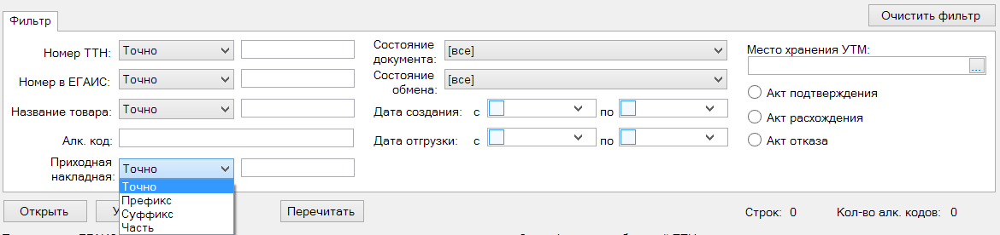 Фильтр
Очистить фильтр
Номер ТТН: Точно
Состояние документа: [все]
Место хранения УТМ:
...
Номер в ЕГАИС: Точно
Состояние обмена: [все]
Акт подтверждения
Название товара: Точно
Дата создания: с по
Акт расхождения
Алк. код:
Дата отгрузки: с по
Акт отказа
Приходная накладная: Точно
Точно
Префикс
Суффикс
Часть
Открыть
Перечитать
Строк: 0
Кол-во алк. кодов: 0